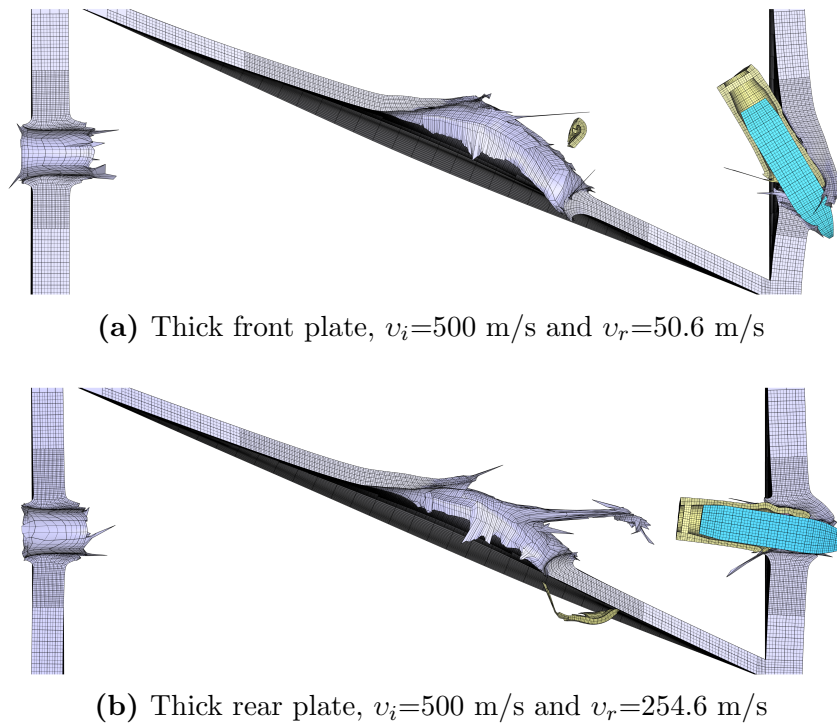 (a) Thick front plate, υᵢ=500 m/s and υᵣ=50.6 m/s
(b) Thick rear plate, υᵢ=500 m/s and υᵣ=254.6 m/s